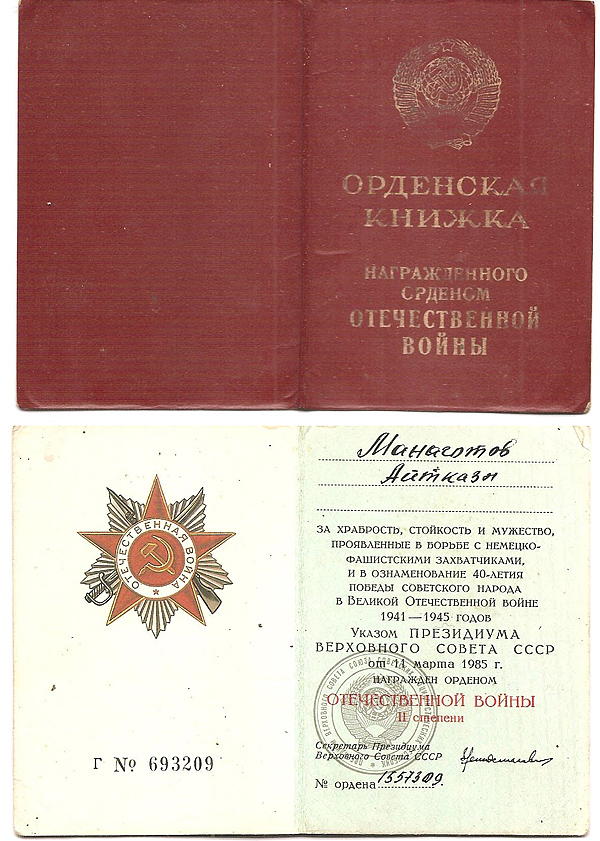 ОРДЕНСКАЯ
КНИЖКА
НАГРАЖДЕННОГО
ОРДЕНОМ
ОТЕЧЕСТВЕННОЙ
ВОЙНЫ
ОТЕЧЕСТВЕННАЯ ВОЙНА
Г № 693209
Манаготов
Айтказы
ЗА ХРАБРОСТЬ, СТОЙКОСТЬ И МУЖЕСТВО,
ПРОЯВЛЕННЫЕ В БОРЬБЕ С НЕМЕЦКО-
ФАШИСТСКИМИ ЗАХВАТЧИКАМИ,
И В ОЗНАМЕНОВАНИЕ 40-ЛЕТИЯ
ПОБЕДЫ СОВЕТСКОГО НАРОДА
В ВЕЛИКОЙ ОТЕЧЕСТВЕННОЙ ВОЙНЕ
1941—1945 ГОДОВ
УКАЗОМ ПРЕЗИДИУМА
ВЕРХОВНОГО СОВЕТА СССР
от 11 марта 1985 г.
НАГРАЖДЕН ОРДЕНОМ
ОТЕЧЕСТВЕННОЙ ВОЙНЫ
II степени
Секретарь Президиума
Верховного Совета СССР
№ ордена 1557309